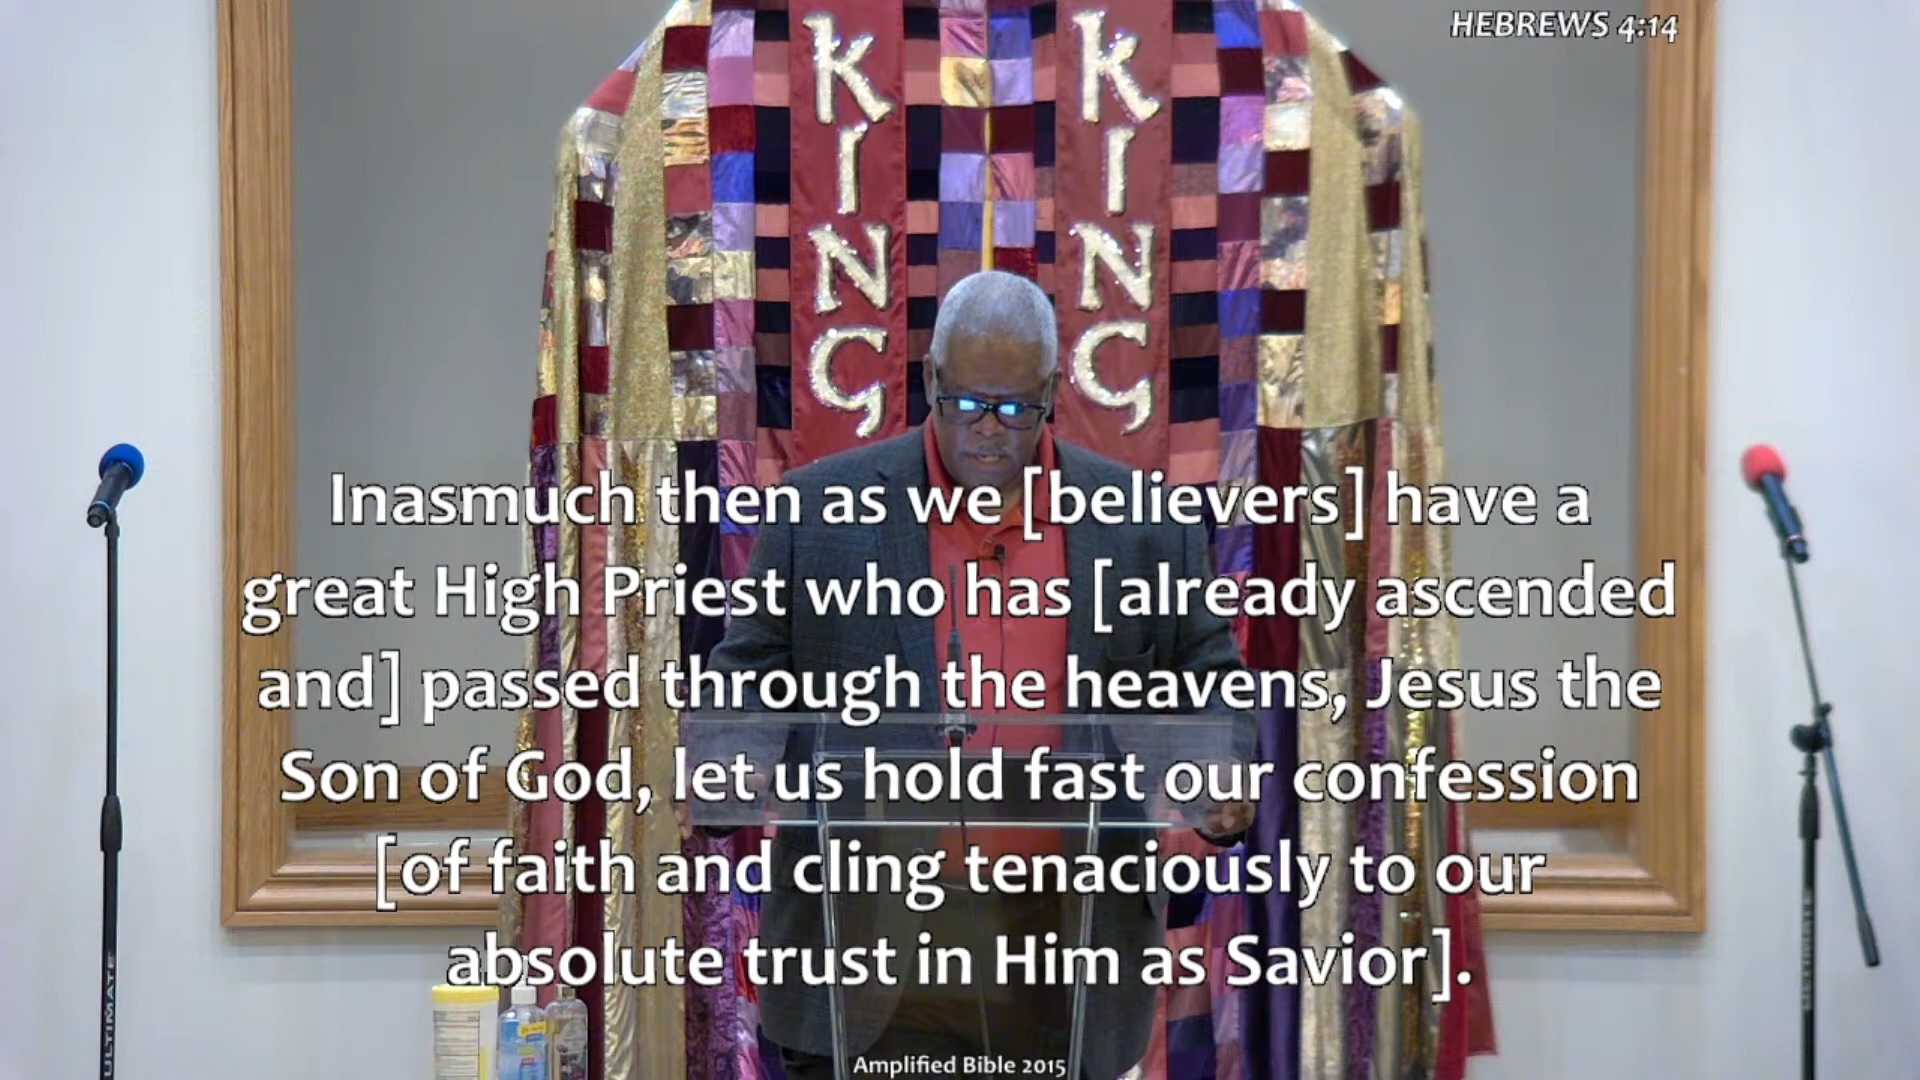 HEBREWS 4:14
KING
KING
Inasmuch then as we [believers] have a
great High Priest who has [already ascended
and] passed through the heavens, Jesus the
Son of God, let us hold fast our confession
[of faith and cling tenaciously to our
absolute trust in Him as Savior].
ULTIMATE
ULTIMATE
Amplified Bible 2015